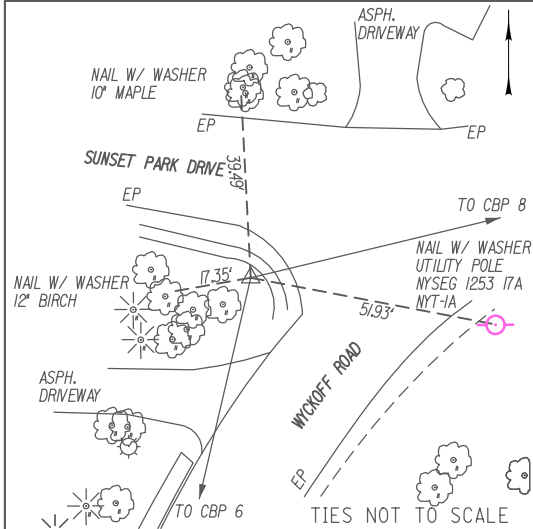 ASPH.
DRIVEWAY
NAIL W/ WASHER
10" MAPLE
EP
EP
SUNSET PARK DRIVE
39.49'
EP
TO CBP 8
NAIL W/ WASHER
UTILITY POLE
NYSEG 1253 17A
NYT-1A
NAIL W/ WASHER
12" BIRCH
17.35'
51.93'
WYCKOFF ROAD
ASPH.
DRIVEWAY
EP
TO CBP 6
TIES NOT TO SCALE